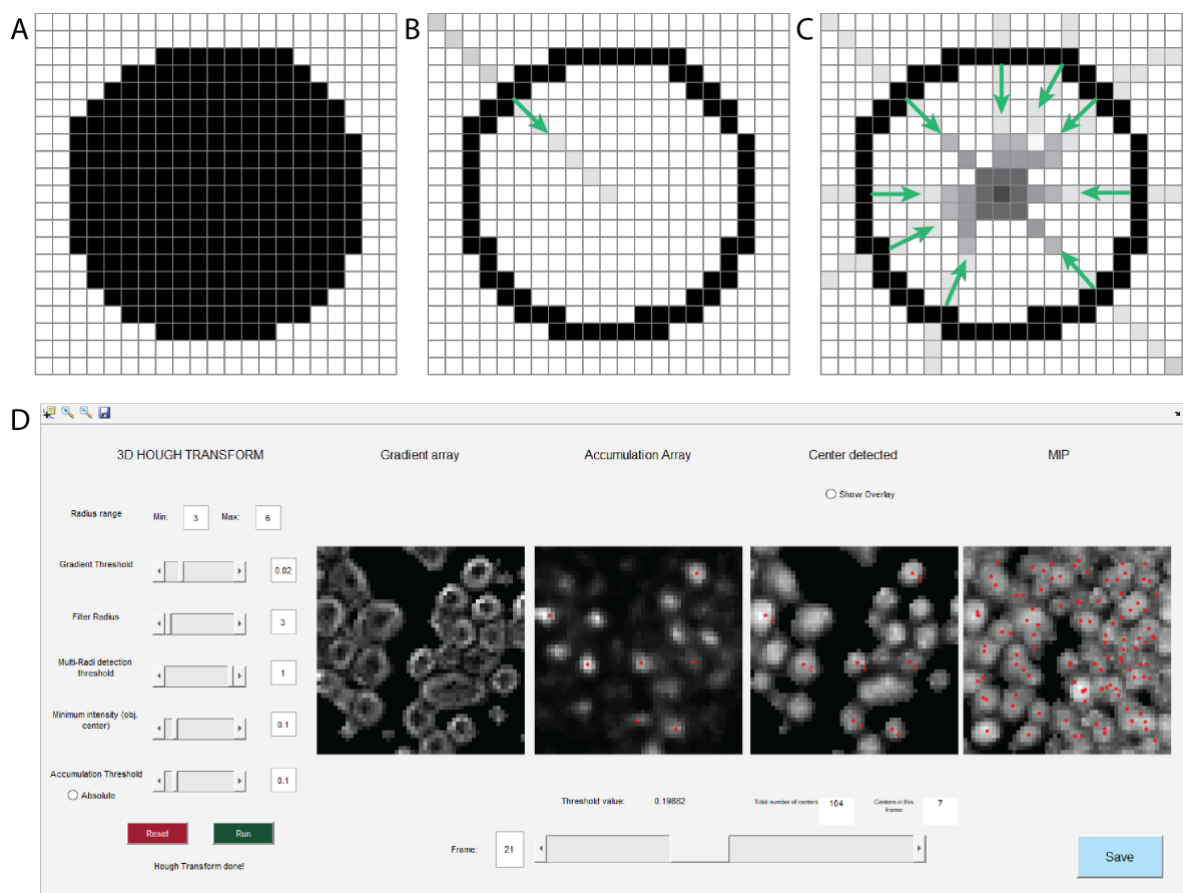 A
B
C
D
3D HOUGH TRANSFORM
Gradient array
Accumulation Array
Center detected
MIP
Show Overlay
Radius range
Min:
3
Max:
6
Gradient Threshold
0.02
Filter Radius
3
Multi-Radi detection
threshold
1
Minimum intensity (obj.
center)
0.1
Accumulation Threshold
0.1
Absolute
Threshold value:
0.19882
Total number of centers:
104
Centers in this
frame:
7
Reset
Run
Frame:
21
Save
Hough Transform done!